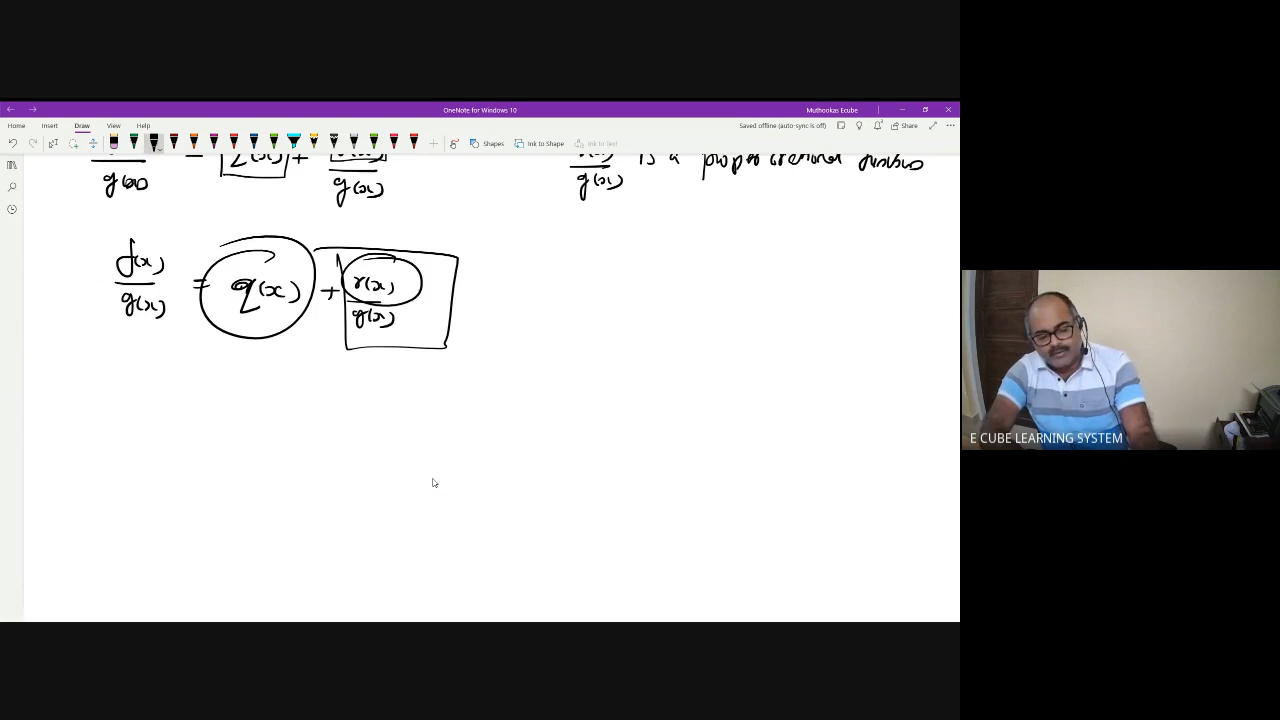 OneNote for Windows 10
Muthookas Ecube
Home Insert Draw View Help
Saved offline (auto-sync is off)
Share
Shapes
Ink to Shape
Ink to Text
= q(x) +
g(x) g(x) g(x) is a proper rational
f(x)/g(x) = q(x) + r(x)/g(x)
E CUBE LEARNING SYSTEM